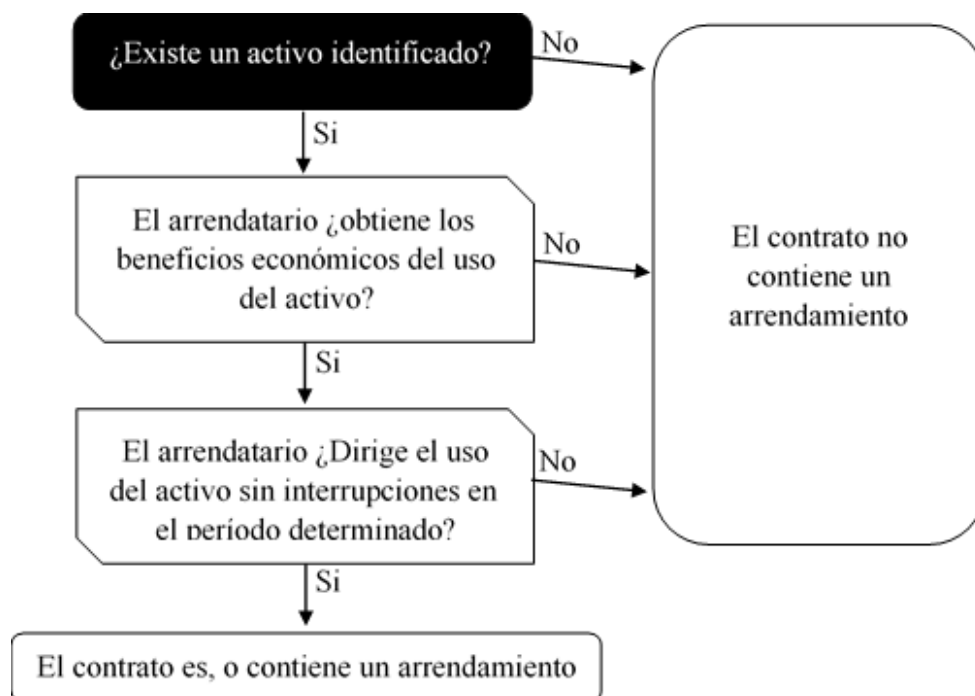 ¿Existe un activo identificado?
No
Si
El arrendatario ¿obtiene los
beneficios económicos del uso
del activo?
No
El contrato no
contiene un
arrendamiento
Si
El arrendatario ¿Dirige el uso
del activo sin interrupciones en
el período determinado?
No
Si
El contrato es, o contiene un arrendamiento